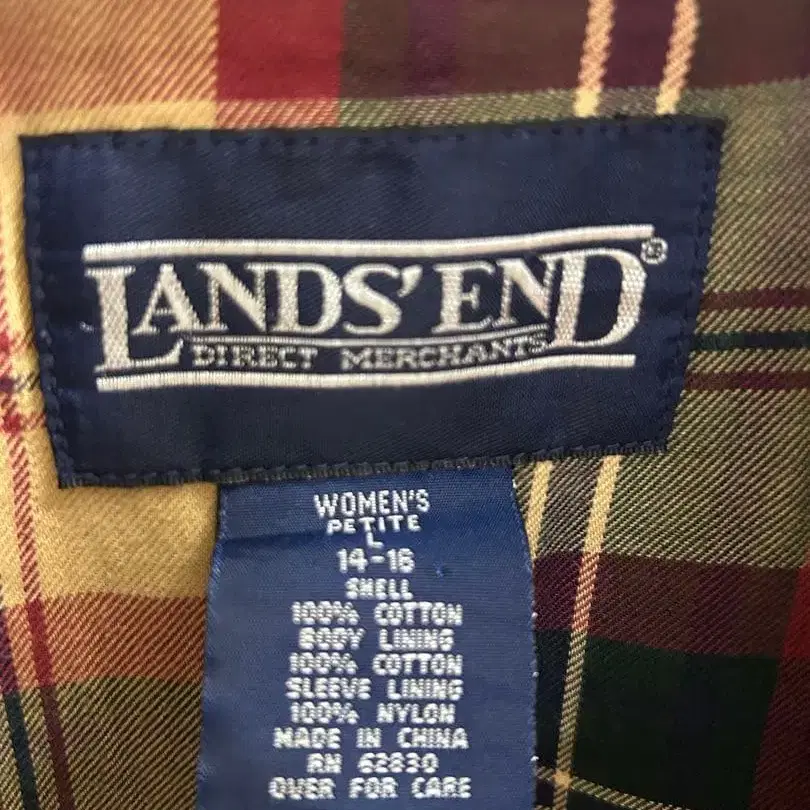 LANDS' END®
DIRECT MERCHANTS
WOMEN'S
PETITE
L
14-16
SHELL
100% COTTON
BODY LINING
100% COTTON
SLEEVE LINING
100% NYLON
MADE IN CHINA
RN 62830
OVER FOR CARE